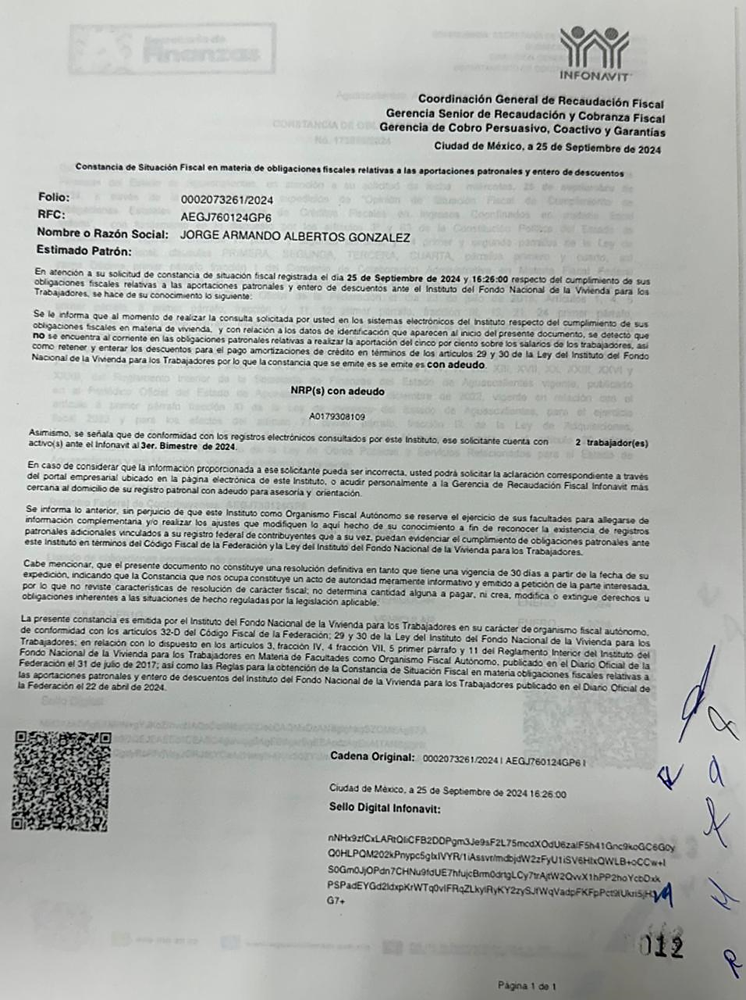 INFONAVIT
Coordinación General de Recaudación Fiscal
Gerencia Senior de Recaudación y Cobranza Fiscal
Gerencia de Cobro Persuasivo, Coactivo y Garantías
Ciudad de México, a 25 de Septiembre de 2024
Constancia de Situación Fiscal en materia de obligaciones fiscales relativas a las aportaciones patronales y entero de descuentos
Folio: 0002073261/2024
RFC: AEGJ760124GP6
Nombre o Razón Social: JORGE ARMANDO ALBERTOS GONZALEZ
Estimado Patrón:
En atención a su solicitud de constancia de situación fiscal registrada el día 25 de Septiembre de 2024 y 16:26:00 respecto del cumplimiento de sus
obligaciones fiscales relativas a las aportaciones patronales y entero de descuentos ante el Instituto del Fondo Nacional de la Vivienda para los
Trabajadores, se hace de su conocimiento lo siguiente:
Se le informa que al momento de realizar la consulta solicitada por usted en los sistemas electrónicos del Instituto respecto del cumplimiento de sus
obligaciones fiscales en materia de vivienda, y con relación a los datos de identificación que aparecen al inicio del presente documento, se detectó que
no se encuentra al corriente en las obligaciones patronales relativas a realizar la aportación del cinco por ciento sobre los salarios de los trabajadores, así
como retener y enterar los descuentos para el pago amortizaciones de crédito en términos de los artículos 29 y 30 de la Ley del Instituto del Fondo
Nacional de la Vivienda para los Trabajadores por lo que la constancia que se emite es se emite es con adeudo.
NRP(s) con adeudo
A0179308109
Asimismo, se señala que de conformidad con los registros electrónicos consultados por este Instituto, ese solicitante cuenta con 2 trabajador(es)
activo(s) ante el Infonavit al 3er. Bimestre de 2024.
En caso de considerar que la información proporcionada a ese solicitante pueda ser incorrecta, usted podrá solicitar la aclaración correspondiente a través
del portal empresarial ubicado en la página electrónica de este Instituto, o acudir personalmente a la Gerencia de Recaudación Fiscal Infonavit más
cercana al domicilio de su registro patronal con adeudo para asesoría y orientación.
Se informa lo anterior, sin perjuicio de que este Instituto como Organismo Fiscal Autónomo se reserve el ejercicio de sus facultades para allegarse de
información complementaria y/o realizar los ajustes que modifiquen lo aquí hecho de su conocimiento a fin de reconocer la existencia de registros
patronales adicionales vinculados a su registro federal de contribuyentes que a su vez, puedan evidenciar el cumplimiento de obligaciones patronales ante
este Instituto en términos del Código Fiscal de la Federación y la Ley del Instituto del Fondo Nacional de la Vivienda para los Trabajadores.
Cabe mencionar, que el presente documento no constituye una resolución definitiva en tanto que tiene una vigencia de 30 días a partir de la fecha de su
expedición, indicando que la Constancia que nos ocupa constituye un acto de autoridad meramente informativo y emitido a petición de la parte interesada,
por lo que no reviste características de resolución de carácter fiscal; no determina cantidad alguna a pagar, ni crea, modifica o extingue derechos u
obligaciones inherentes a las situaciones de hecho reguladas por la legislación aplicable.
La presente constancia es emitida por el Instituto del Fondo Nacional de la Vivienda para los Trabajadores en su carácter de organismo fiscal autónomo,
de conformidad con los artículos 32-D del Código Fiscal de la Federación; 29 y 30 de la Ley del Instituto del Fondo Nacional de la Vivienda para los
Trabajadores; en relación con lo dispuesto en los artículos 3, fracción IV, 4 fracción VII, 5 primer párrafo y 11 del Reglamento Interior del Instituto del
Fondo Nacional de la Vivienda para los Trabajadores en Materia de Facultades como Organismo Fiscal Autónomo, publicado en el Diario Oficial de la
Federación el 31 de julio de 2017; así como las Reglas para la obtención de la Constancia de Situación Fiscal en materia obligaciones fiscales relativas a
las aportaciones patronales y entero de descuentos del Instituto del Fondo Nacional de la Vivienda para los Trabajadores publicado en el Diario Oficial de
la Federación el 22 de abril de 2024.
Cadena Original: 0002073261/2024 | AEGJ760124GP6 |
Ciudad de México, a 25 de Septiembre de 2024 16:26:00
Sello Digital Infonavit:
G7+
012
Página 1 de 1